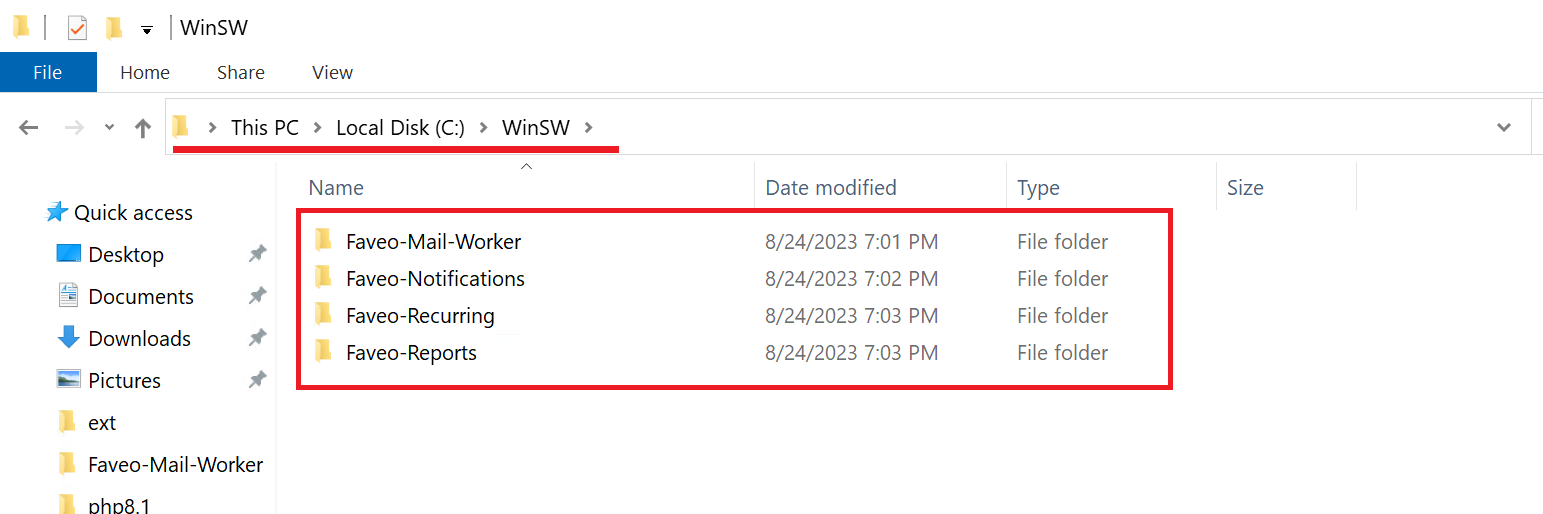 WinSW
File Home Share View
This PC Local Disk (C:) WinSW
Name Date modified Type Size
Quick access
Desktop
Documents
Downloads
Pictures
ext
Faveo-Mail-Worker
php8.1
Faveo-Mail-Worker 8/24/2023 7:01 PM File folder
Faveo-Notifications 8/24/2023 7:02 PM File folder
Faveo-Recurring 8/24/2023 7:03 PM File folder
Faveo-Reports 8/24/2023 7:03 PM File folder